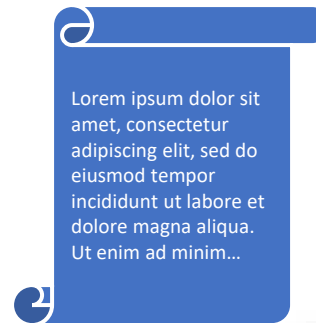 Lorem ipsum dolor sit
amet, consectetur
adipiscing elit, sed do
eiusmod tempor
incididunt ut labore et
dolore magna aliqua.
Ut enim ad minim…